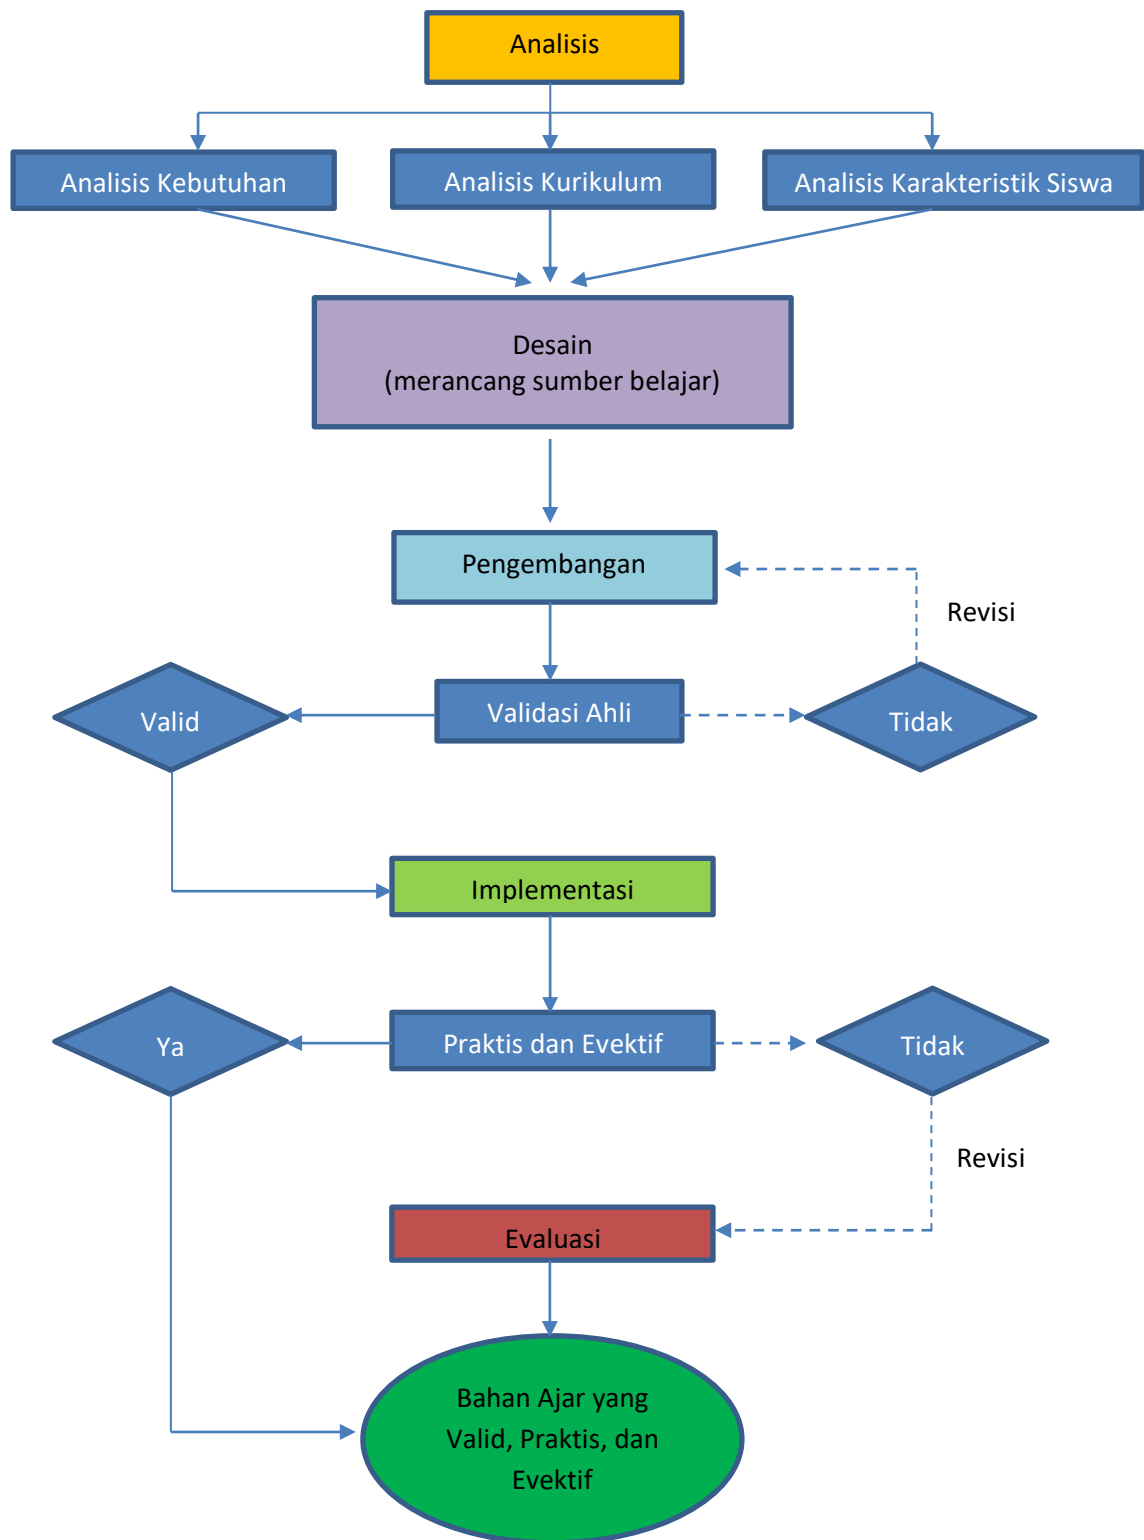 Analisis
Analisis Kebutuhan
Analisis Kurikulum
Analisis Karakteristik Siswa
Desain
(merancang sumber belajar)
Pengembangan
Revisi
Valid
Validasi Ahli
Tidak
Implementasi
Ya
Praktis dan Evektif
Tidak
Revisi
Evaluasi
Bahan Ajar yang
Valid, Praktis, dan
Evektif